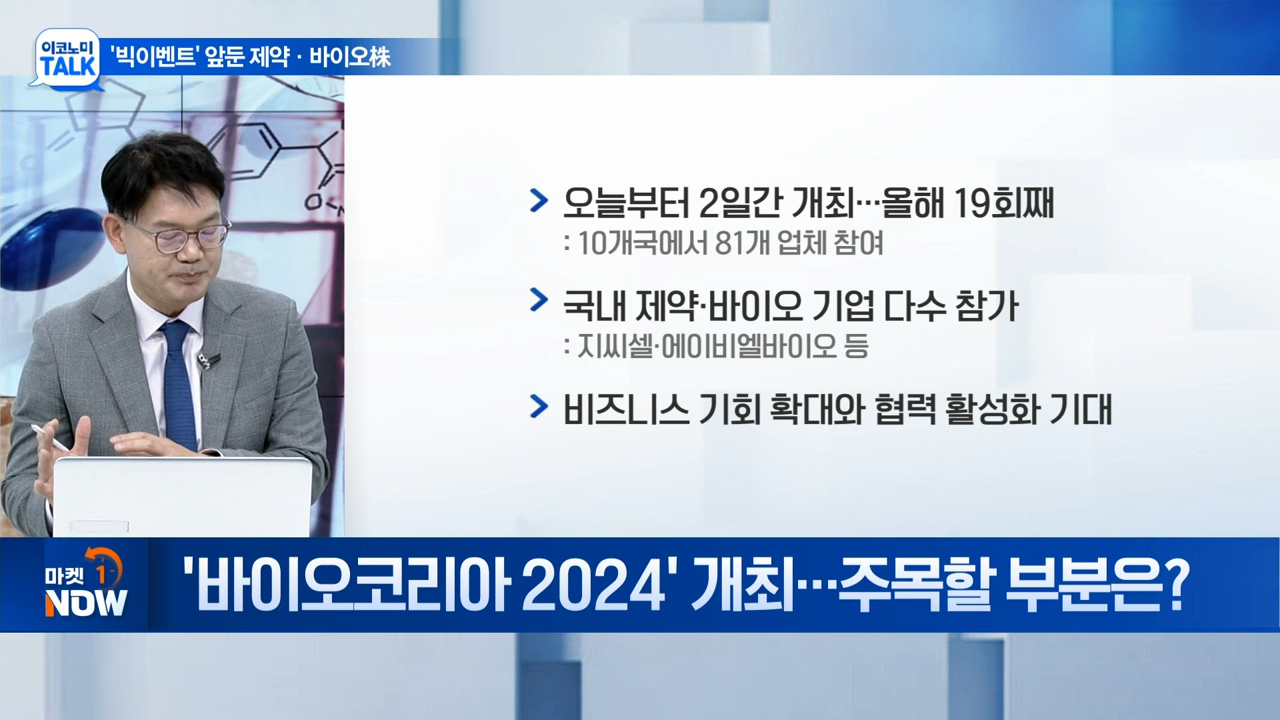 이코노미
TALK
'빅이벤트' 앞둔 제약·바이오株
오늘부터 2일간 개최…올해 19회째
: 10개국에서 81개 업체 참여
국내 제약·바이오 기업 다수 참가
: 지씨셀·에이비엘바이오 등
비즈니스 기회 확대와 협력 활성화 기대
마켓 1
NOW
'바이오코리아 2024' 개최…주목할 부분은?